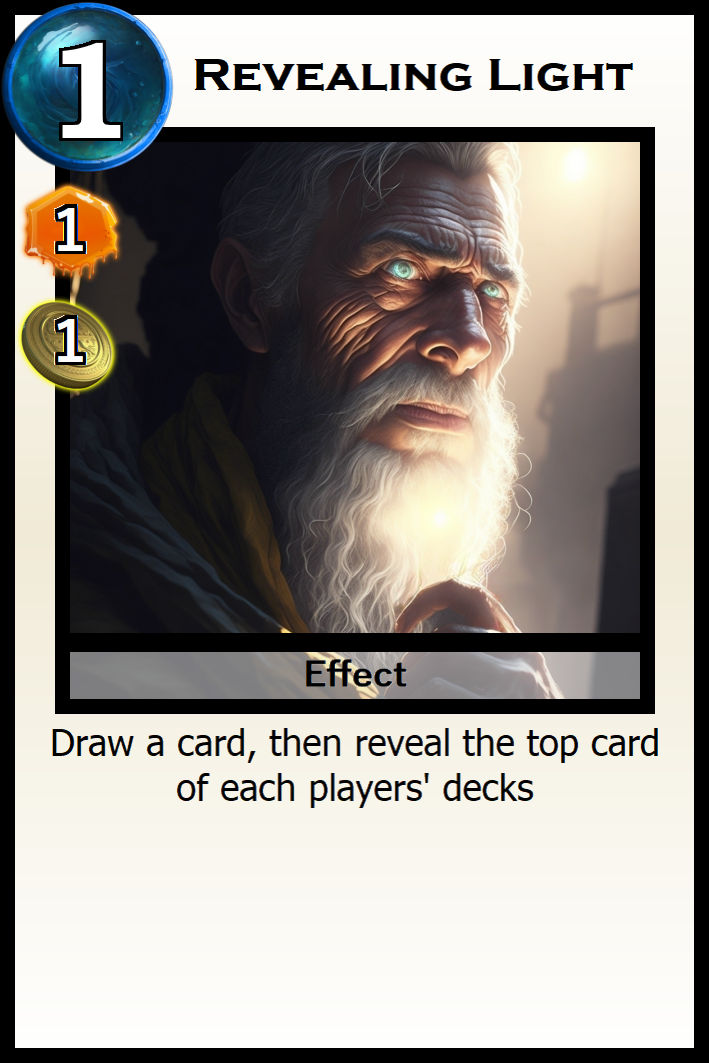 1
Revealing Light
1
1
Effect
Draw a card, then reveal the top card
of each players' decks